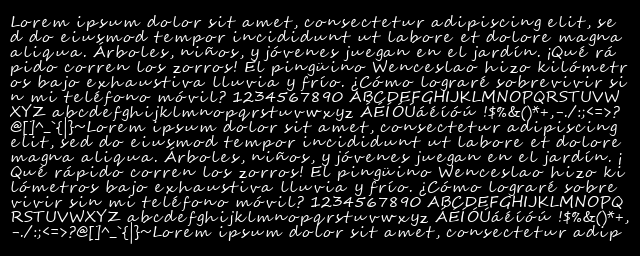 Lorem ipsum dolor sit amet, consectetur adipiscing elit, se
d do eiusmod tempor incididunt ut labore et dolore magna
aliqua. Árboles, niños, y jóvenes juegan en el jardín. ¡Qué rá
pido corren los zorros! El pingüino Wenceslao hizo kilómetr
os bajo exhaustiva lluvia y frío. ¿Cómo lograré sobrevivir si
n mi teléfono móvil? 1234567890 ABCDEFGHIJKLMNOPQRSTUVW
XYZ abcdefghijklmnopqrstuvwxyz ÁÉÍÓÚáéíóú !$%&()*+,-./:;<=>?
@[]^_`{|}~Lorem ipsum dolor sit amet, consectetur adipiscing
elit, sed do eiusmod tempor incididunt ut labore et dolore
magna aliqua. Árboles, niños, y jóvenes juegan en el jardín. ¡
Qué rápido corren los zorros! El pingüino Wenceslao hizo ki
lómetros bajo exhaustiva lluvia y frío. ¿Cómo lograré sobre
vivir sin mi teléfono móvil? 1234567890 ABCDEFGHIJKLMNOPQ
RSTUVWXYZ abcdefghijklmnopqrstuvwxyz ÁÉÍÓÚáéíóú !$%&()*+,
-./:;<=>?@[]^_`{|}~Lorem ipsum dolor sit amet, consectetur adip